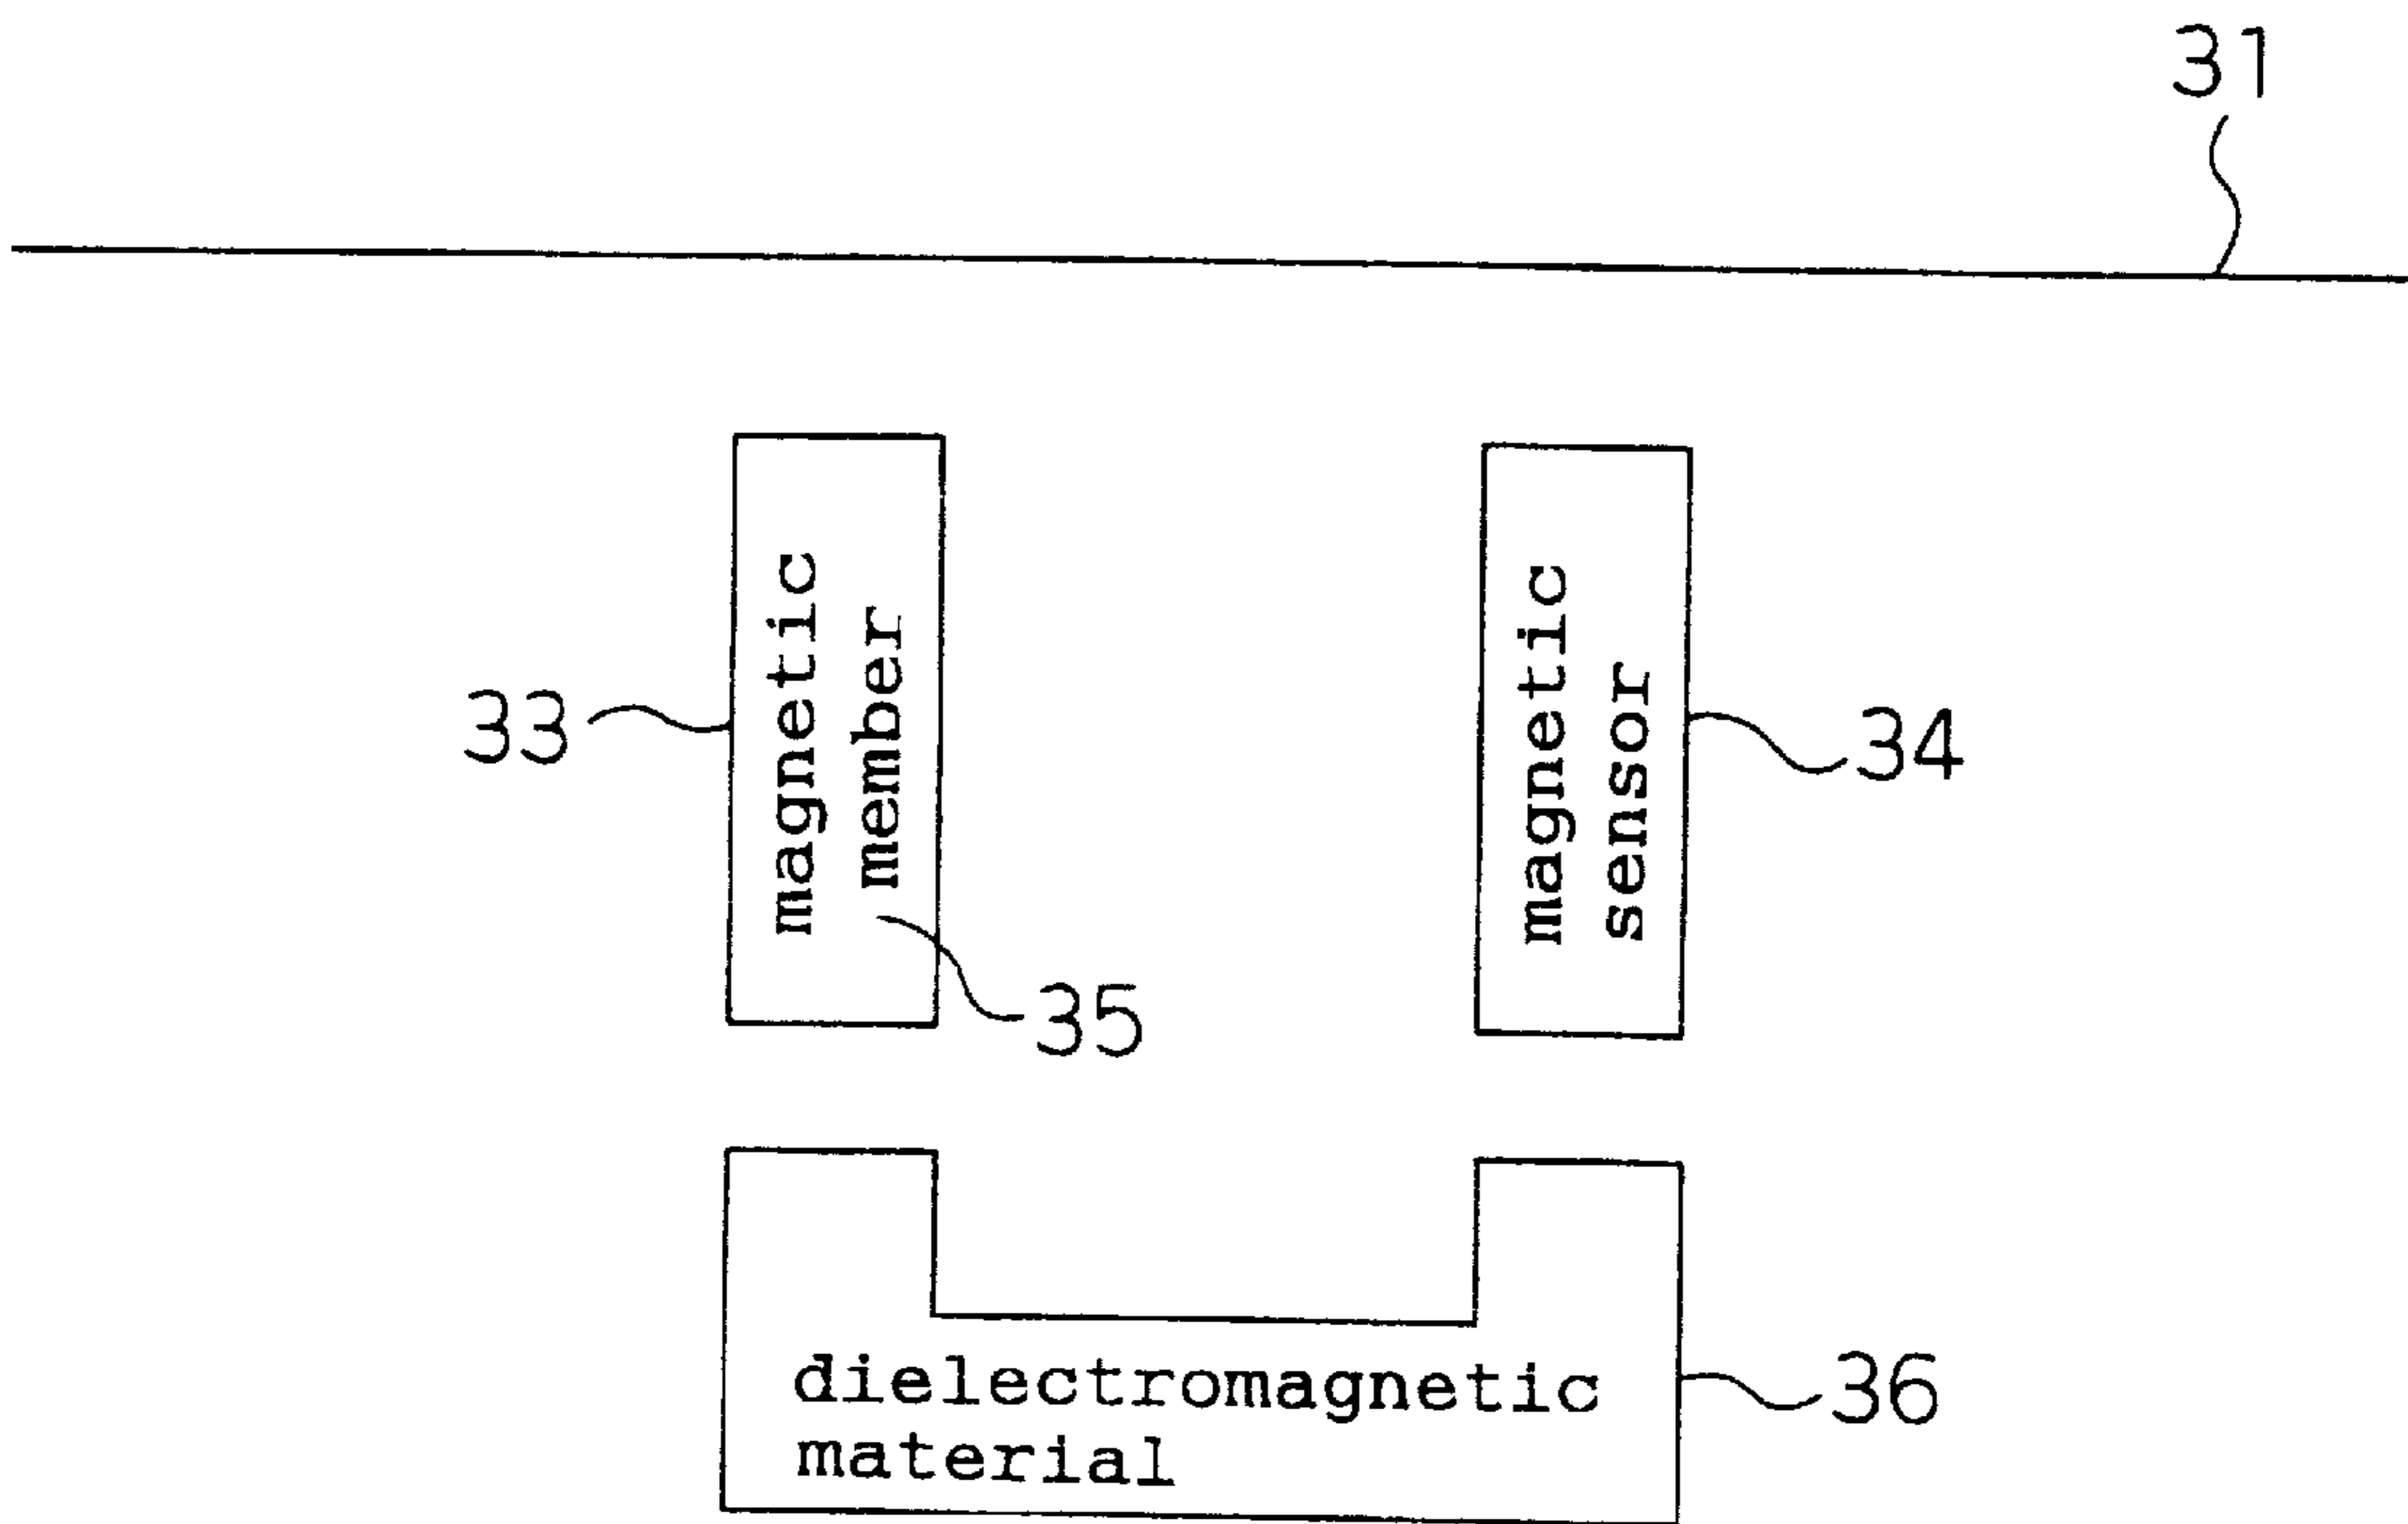 31
magnetic
member
magnetic
sensor
33
34
35
dielectromagnetic
material
36